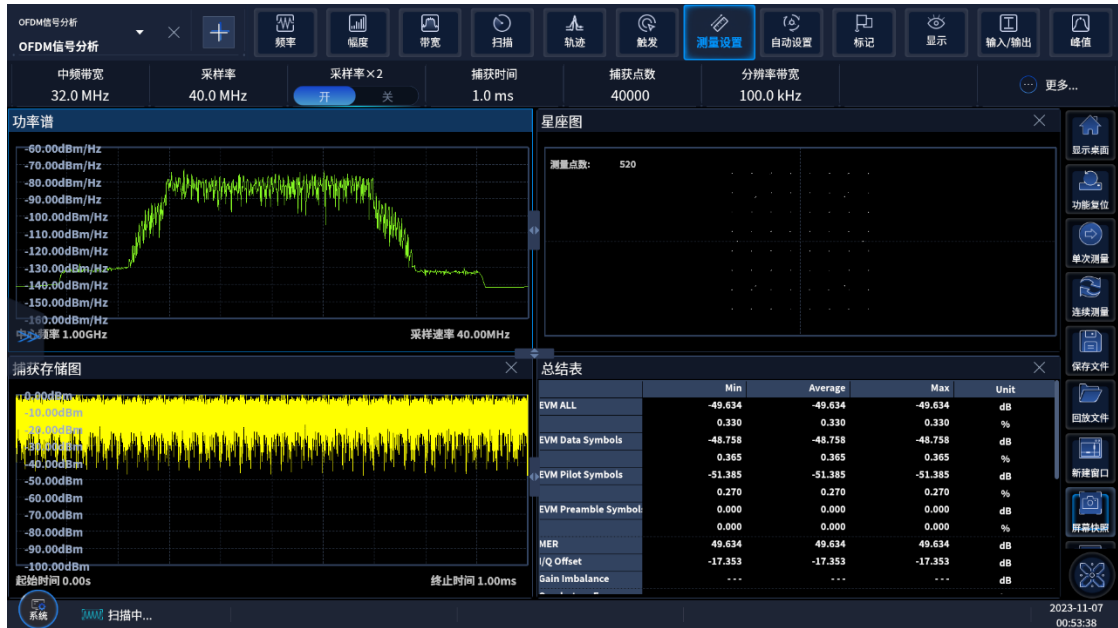 OFDM信号分析
OFDM信号分析
频率 幅度 带宽 扫描 轨迹 触发 测量设置 自动设置 标记 显示 输入/输出 峰值
中频带宽 采样率 采样率×2 捕获时间 捕获点数 分辨率带宽
32.0 MHz 40.0 MHz 开 关 1.0 ms 40000 100.0 kHz 更多...
功率谱
-60.00dBm/Hz
-70.00dBm/Hz
-80.00dBm/Hz
-90.00dBm/Hz
-100.00dBm/Hz
-110.00dBm/Hz
-120.00dBm/Hz
-130.00dBm/Hz
-140.00dBm/Hz
-150.00dBm/Hz
-160.00dBm/Hz
中心频率 1.00GHz 采样速率 40.00MHz
星座图
测量点数: 520
捕获存储图
0.00dBm
-10.00dBm
-20.00dBm
-30.00dBm
-40.00dBm
-50.00dBm
-60.00dBm
-70.00dBm
-80.00dBm
-90.00dBm
-100.00dBm
起始时间 0.00s 终止时间 1.00ms
总结表
Min Average Max Unit
EVM ALL -49.634 -49.634 -49.634 dB
0.330 0.330 0.330 %
EVM Data Symbols -48.758 -48.758 -48.758 dB
0.365 0.365 0.365 %
EVM Pilot Symbols -51.385 -51.385 -51.385 dB
0.270 0.270 0.270 %
EVM Preamble Symbol 0.000 0.000 0.000 dB
0.000 0.000 0.000 %
MER 49.634 49.634 49.634 dB
I/Q Offset -17.353 -17.353 -17.353 dB
Gain Imbalance --- --- --- dB
显示桌面
功能复位
单次测量
连续测量
保存文件
回放文件
新建窗口
屏幕快照
系统 扫描中...
2023-11-07
00:53:38